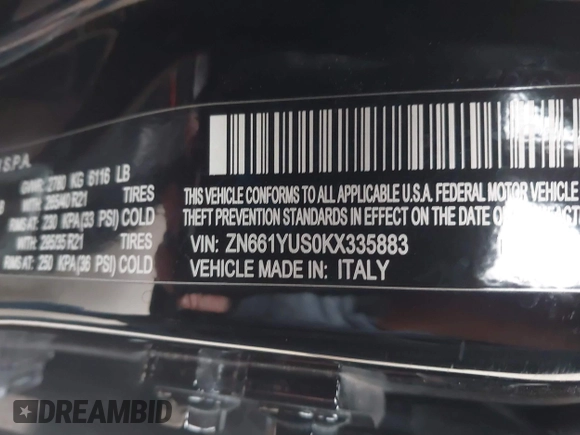 S.P.A.
GVWR: 2780 KG 6116 LB
WITH 265/40 R21 TIRES
RIMS AT: 230 KPA(33 PSI) COLD
WITH 295/35 R21 TIRES
RIMS AT: 250 KPA(36 PSI) COLD
THIS VEHICLE CONFORMS TO ALL APPLICABLE U.S.A. FEDERAL MOTOR VEHICLE
THEFT PREVENTION STANDARDS IN EFFECT ON THE DATE OF
VIN: ZN661YUS0KX335883
VEHICLE MADE IN: ITALY
DREAMBID